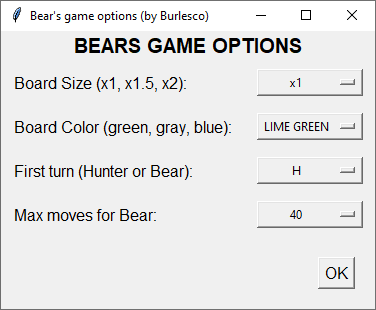 Bear's game options (by Burlesco)
BEARS GAME OPTIONS
Board Size (x1, x1.5, x2): x1
Board Color (green, gray, blue): LIME GREEN
First turn (Hunter or Bear): H
Max moves for Bear: 40
OK